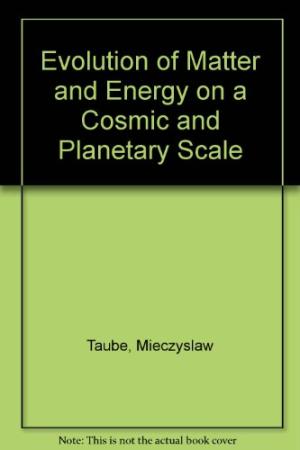 Evolution of Matter
and Energy on a
Cosmic and
Planetary Scale
Taube, Mieczyslaw
Note: This is not the actual book cover